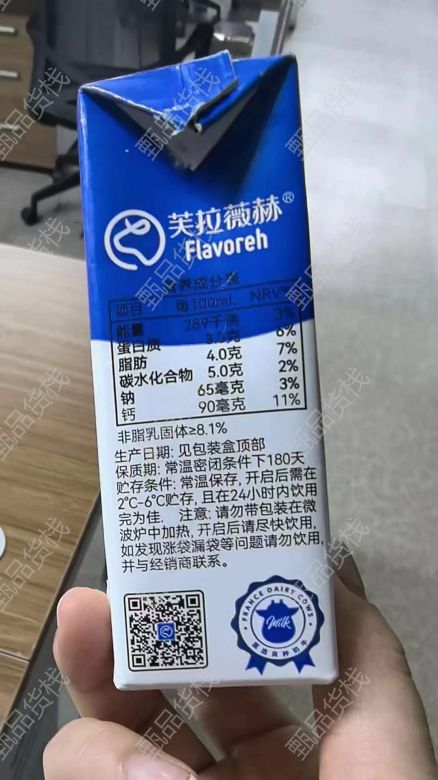 芙拉薇赫®
Flavoreh
营养成分表
项目 每100mL NRV%
能量 289千焦 3%
蛋白质 6%
脂肪 4.0克 7%
碳水化合物 5.0克 2%
钠 65毫克 3%
钙 90毫克 11%
非脂乳固体≥8.1%
生产日期: 见包装盒顶部
保质期: 常温密闭条件下180天
贮存条件: 常温保存, 开启后需在
2°C-6°C贮存, 且在24小时内饮用
完为佳. 注意: 请勿带包装在微
波炉中加热, 开启后请尽快饮用,
如发现涨袋漏袋等问题请勿饮用,
并与经销商联系。
FRANCE DAIRY COWS
Milk
甄品货栈